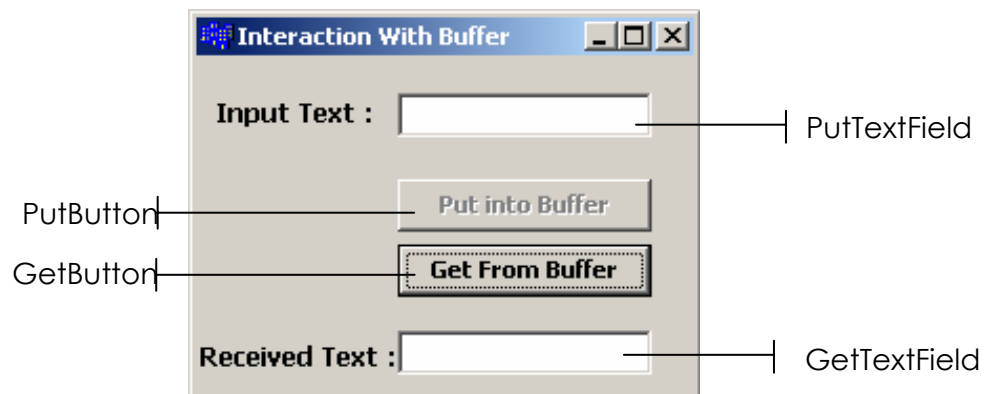 Interaction With Buffer
Input Text :
PutTextField
PutButton
Put into Buffer
GetButton
Get From Buffer
Received Text :
GetTextField